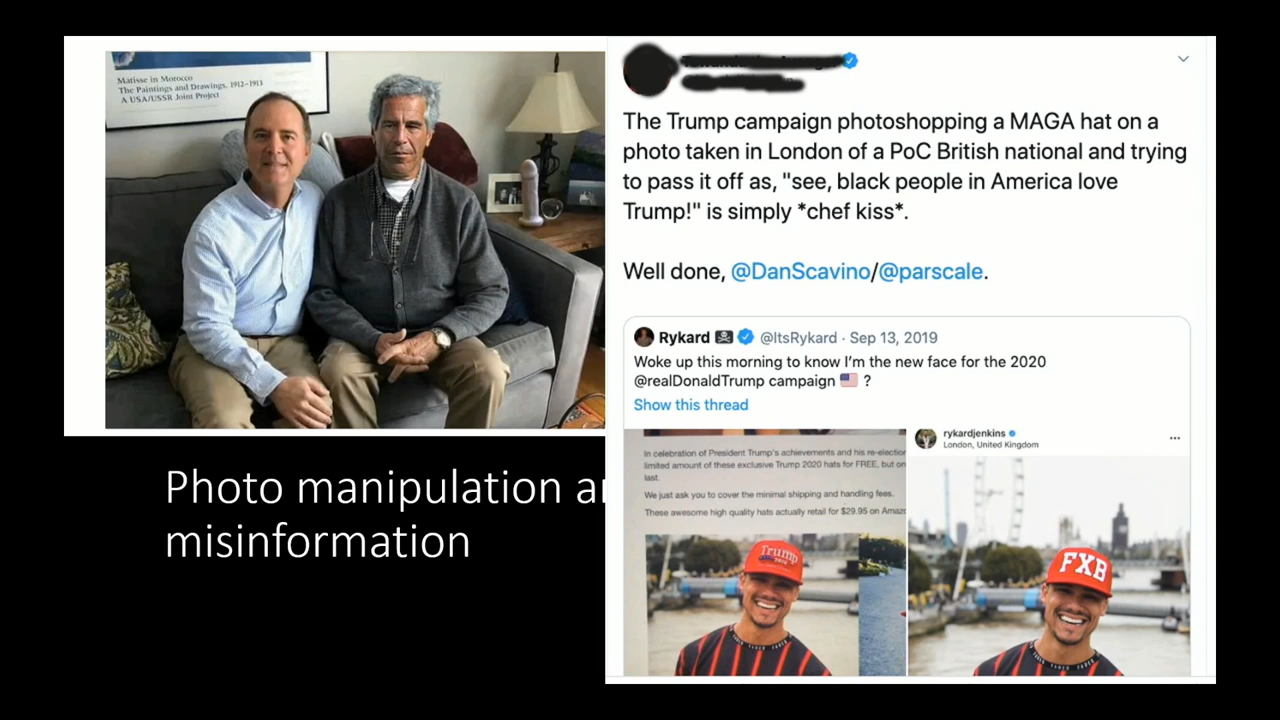 Matisse in Morocco
The Paintings and Drawings, 1912-1913
A USA/USSR Joint Project
Photo manipulation
misinformation
The Trump campaign photoshopping a MAGA hat on a
photo taken in London of a PoC British national and trying
to pass it off as, "see, black people in America love
Trump!" is simply *chef kiss*.
Well done, @DanScavino/@parscale.
Rykard @ItsRykard · Sep 13, 2019
Woke up this morning to know I'm the new face for the 2020
@realDonaldTrump campaign ?
Show this thread
In celebration of President Trump's achievements and his re-election
limited amount of these exclusive Trump 2020 hats for FREE, but on
last.
We just ask you to cover the minimal shipping and handling fees.
These awesome high quality hats actually retail for $29.95 on Amaz
Trump
2020
rykardjenkins
London, United Kingdom
FXB